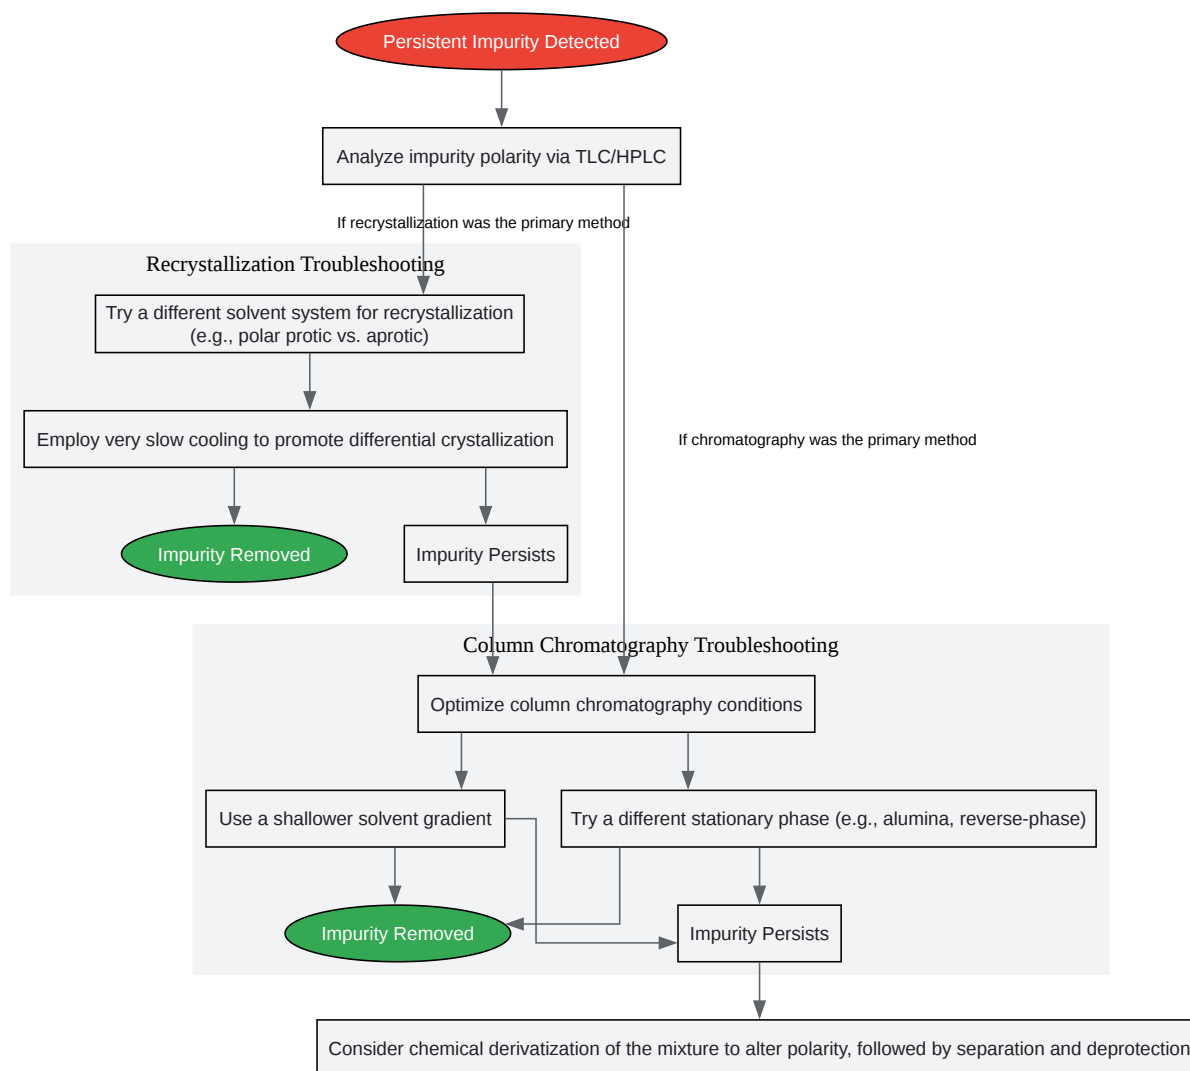 Persistent Impurity Detected
Analyze impurity polarity via TLC/HPLC
If recrystallization was the primary method
Recrystallization Troubleshooting
Try a different solvent system for recrystallization
(e.g., polar protic vs. aprotic)
Employ very slow cooling to promote differential crystallization
If chromatography was the primary method
Impurity Removed
Impurity Persists
Column Chromatography Troubleshooting
Optimize column chromatography conditions
Use a shallower solvent gradient
Try a different stationary phase (e.g., alumina, reverse-phase)
Impurity Removed
Impurity Persists
Consider chemical derivatization of the mixture to alter polarity, followed by separation and deprotection